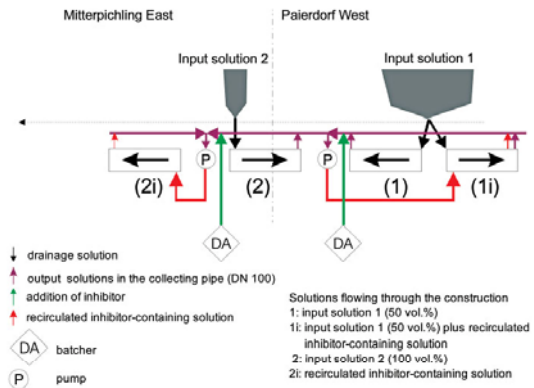 Mitterpichling East
Paierdorf West
Input solution 2
Input solution 1
P
P
(2i)
(2)
(1)
(1i)
DA
DA
drainage solution
output solutions in the collecting pipe (DN 100)
addition of inhibitor
recirculated inhibitor-containing solution
DA
batcher
P
pump
Solutions flowing through the construction
1: input solution 1 (50 vol.%)
1i: input solution 1 (50 vol.%) plus recirculated
inhibitor-containing solution
2: input solution 2 (100 vol.%)
2i: recirculated inhibitor-containing solution